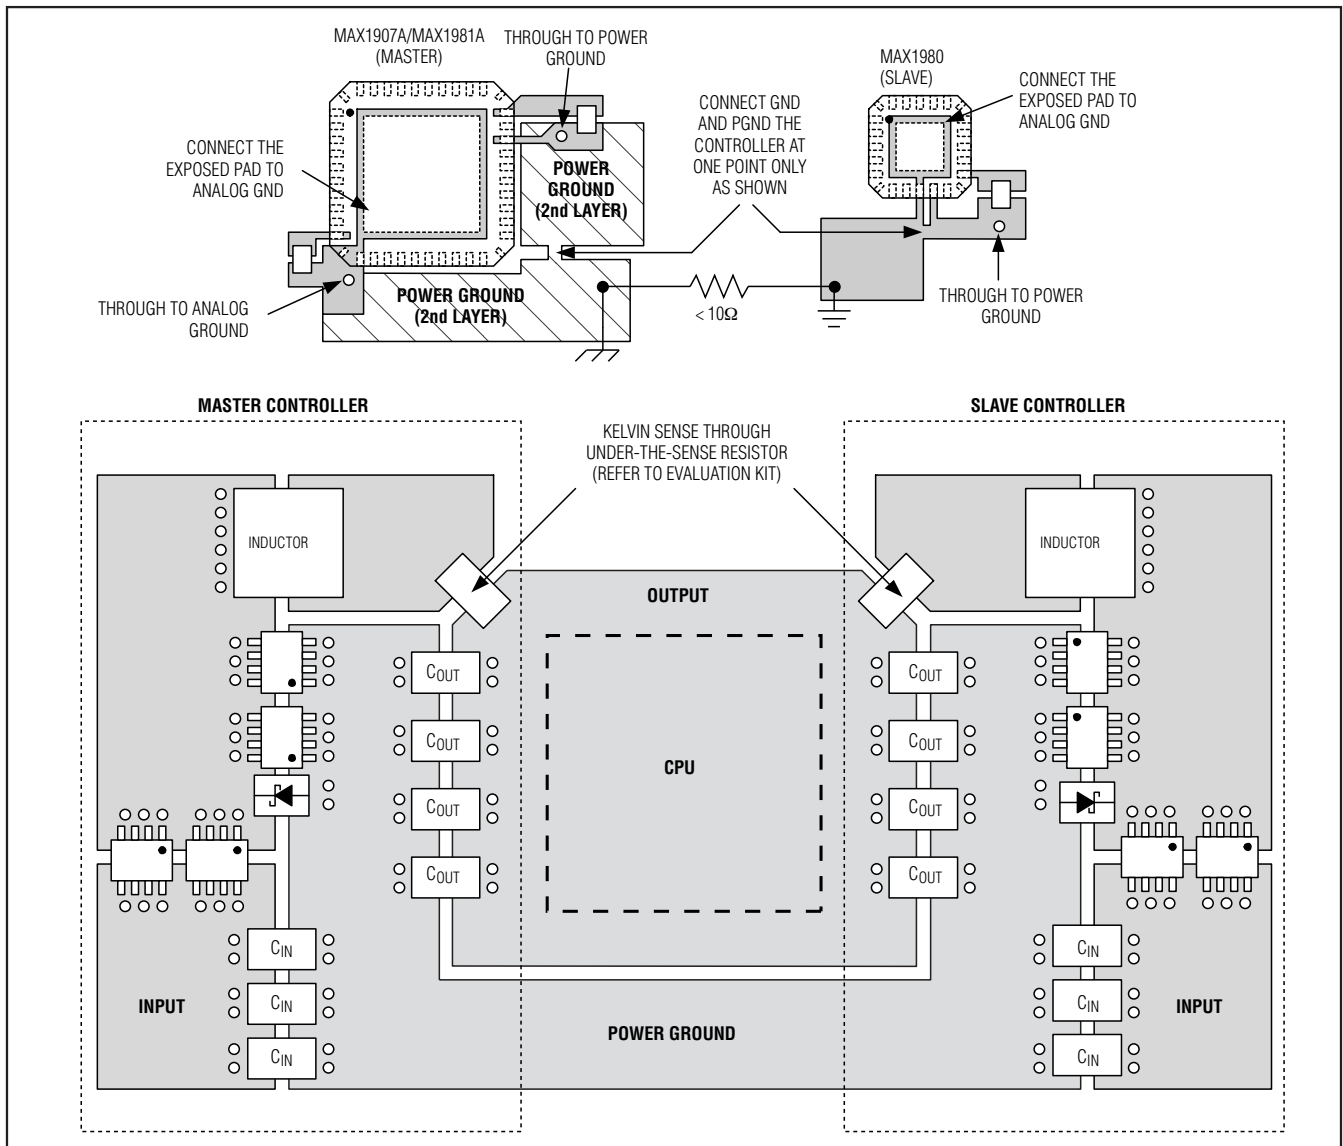 MAX1907A/MAX1981A
(MASTER)
THROUGH TO POWER
GROUND
MAX1980
(SLAVE)
CONNECT THE
EXPOSED PAD TO
ANALOG GND
CONNECT GND
AND PGND THE
CONTROLLER AT
ONE POINT ONLY
AS SHOWN
CONNECT THE
EXPOSED PAD TO
ANALOG GND
POWER
GROUND
(2nd LAYER)
THROUGH TO ANALOG
GROUND
POWER GROUND
(2nd LAYER)
< 10Ω
THROUGH TO POWER
GROUND
MASTER CONTROLLER
SLAVE CONTROLLER
KELVIN SENSE THROUGH
UNDER-THE-SENSE RESISTOR
(REFER TO EVALUATION KIT)
INDUCTOR
INDUCTOR
OUTPUT
COUT
COUT
COUT
COUT
CPU
COUT
COUT
COUT
COUT
CIN
CIN
INPUT
CIN
CIN
INPUT
POWER GROUND
CIN
CIN